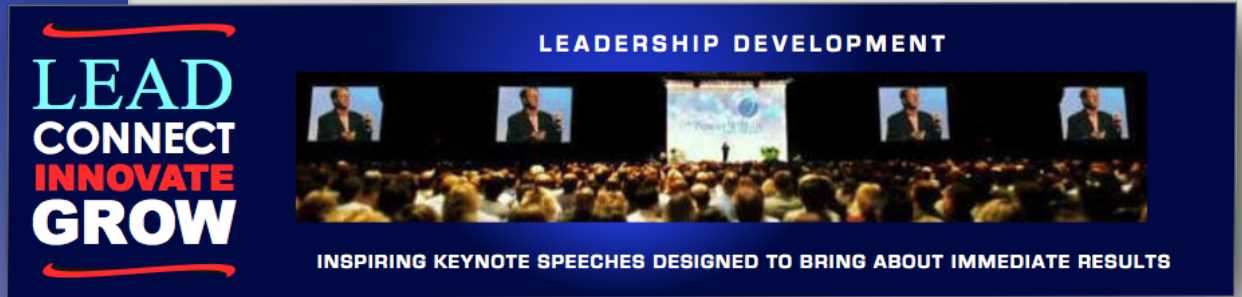 LEAD
CONNECT
INNOVATE
GROW
LEADERSHIP DEVELOPMENT
INSPIRING KEYNOTE SPEECHES DESIGNED TO BRING ABOUT IMMEDIATE RESULTS